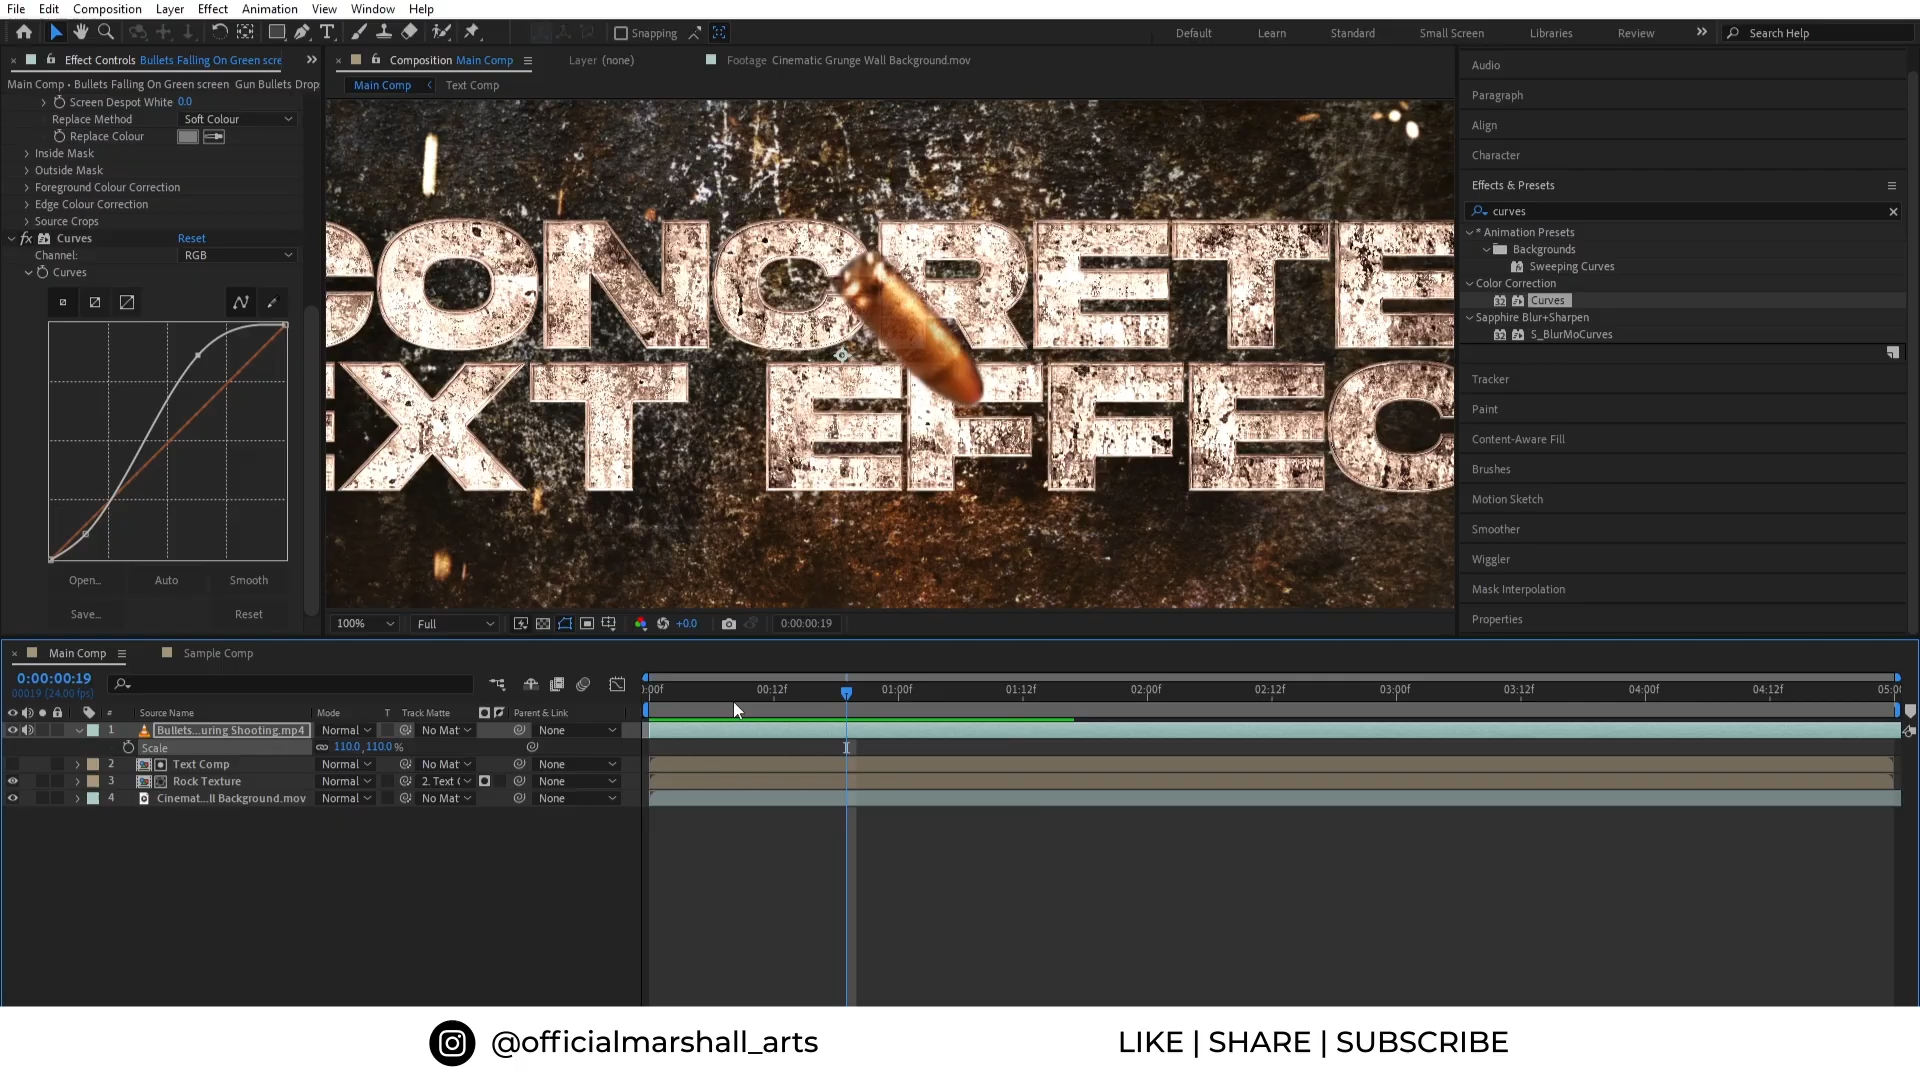 File Edit Composition Layer Effect Animation View Window Help
Snapping
Default Learn Standard Small Screen Libraries Review Search Help
Effect Controls Bullets Falling On Green scre
Main Comp • Bullets Falling On Green screen Gun Bullets Drop
Screen Despot White 0.0
Replace Method Soft Colour
Replace Colour
Inside Mask
Outside Mask
Foreground Colour Correction
Edge Colour Correction
Source Crops
fx Curves Reset
Channel: RGB
Curves
Open... Auto Smooth
Save... Reset
Composition Main Comp
Layer (none)
Footage Cinematic Grunge Wall Background.mov
Main Comp Text Comp
CONCRETE
EXT EFFEC
100% Full +0.0 0:00:00:19
Audio
Paragraph
Align
Character
Effects & Presets
curves
* Animation Presets
Backgrounds
Sweeping Curves
Color Correction
Curves
Sapphire Blur+Sharpen
S_BlurMoCurves
Tracker
Paint
Content-Aware Fill
Brushes
Motion Sketch
Smoother
Wiggler
Mask Interpolation
Properties
Main Comp Sample Comp
0:00:00:19
00019 (24.00 fps)
# Source Name Mode T Track Matte Parent & Link
1 Bullets...uring Shooting.mp4 Normal No Mat None
Scale 110.0, 110.0 %
2 Text Comp Normal No Mat None
3 Rock Texture Normal 2. Text None
4 Cinemat...ll Background.mov Normal No Mat None
:00f 00:12f 01:00f 01:12f 02:00f 02:12f 03:00f 03:12f 04:00f 04:12f 05:00
@officialmarshall_arts
LIKE | SHARE | SUBSCRIBE